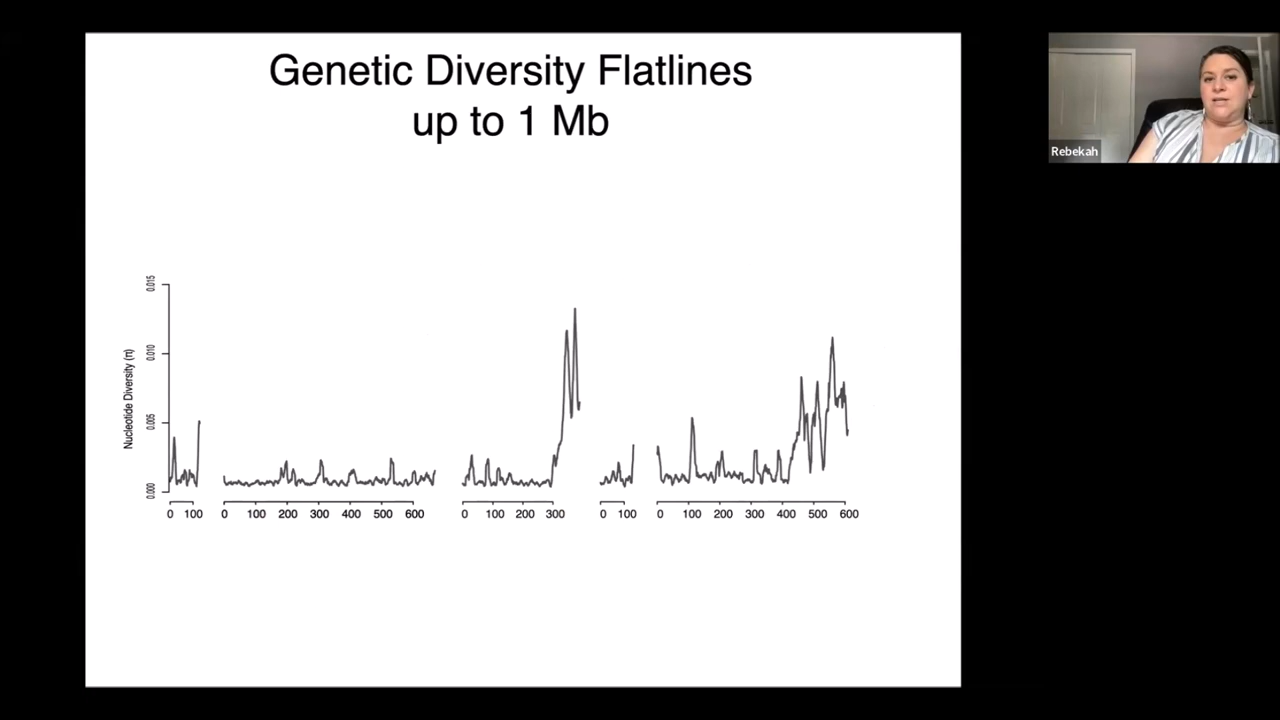 Genetic Diversity Flatlines
up to 1 Mb
Rebekah
Nucleotide Diversity (π)
0.015
0.010
0.005
0.000
0 100
0 100 200 300 400 500 600
0 100 200 300
0 100
0 100 200 300 400 500 600